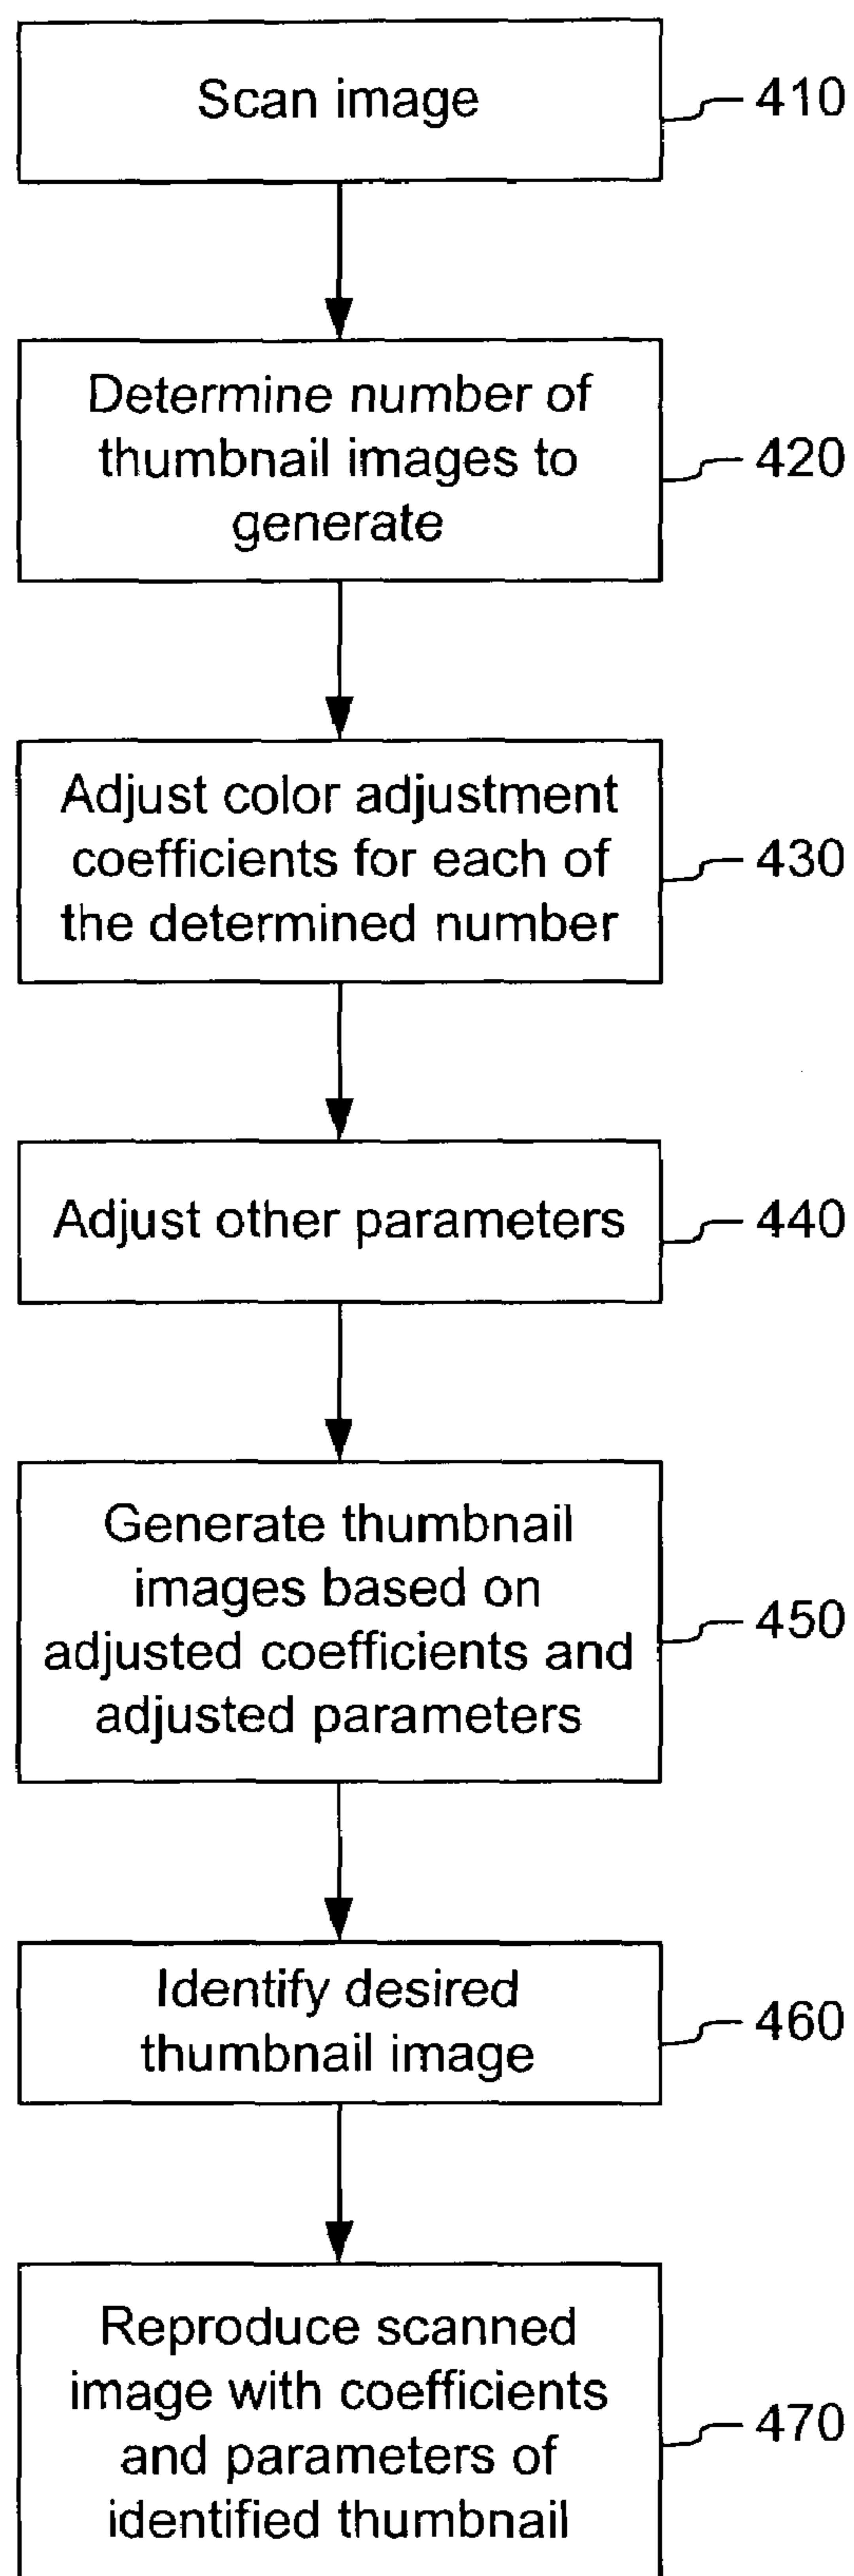 Scan image
410
Determine number of
thumbnail images to
generate
420
Adjust color adjustment
coefficients for each of
the determined number
430
Adjust other parameters
440
Generate thumbnail
images based on
adjusted coefficients and
adjusted parameters
450
Identify desired
thumbnail image
460
Reproduce scanned
image with coefficients
and parameters of
identified thumbnail
470